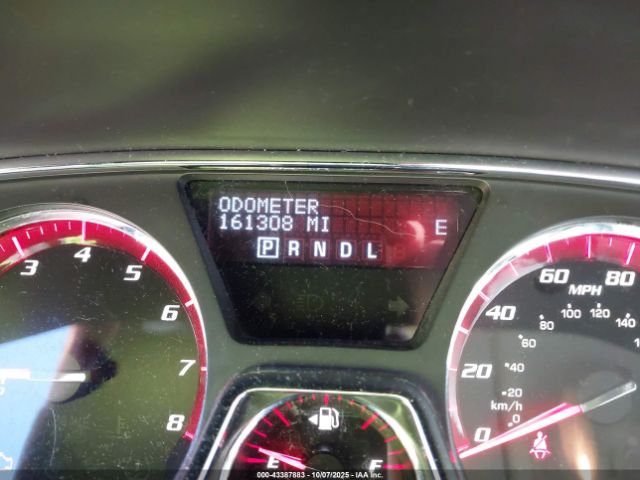 ODOMETER
161308 MI
E
P R N D L
3 4 5 6 7 8
20 40 60 80
MPH
0 20 40 60 80 100 120 140
km/h
0
E F
000-43387883 - 10/07/2025 - IAA Inc.